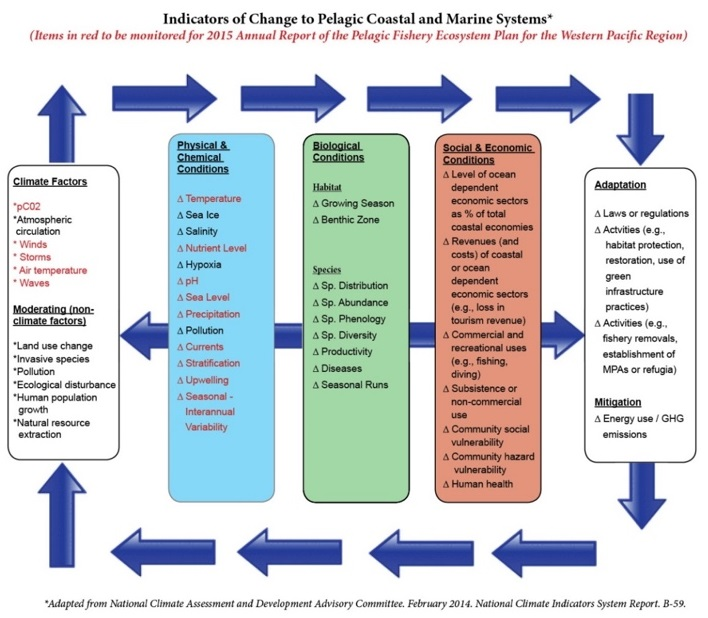 Indicators of Change to Pelagic Coastal and Marine Systems*
(Items in red to be monitored for 2015 Annual Report of the Pelagic Fishery Ecosystem Plan for the Western Pacific Region)
Climate Factors
*pC02
*Atmospheric
circulation
* Winds
* Storms
* Air temperature
* Waves
Moderating (non-
climate factors)
*Land use change
*Invasive species
*Pollution
*Ecological disturbance
*Human population
growth
*Natural resource
extraction
Physical &
Chemical
Conditions
Δ Temperature
Δ Sea Ice
Δ Salinity
Δ Nutrient Level
Δ Hypoxia
Δ pH
Δ Sea Level
Δ Precipitation
Δ Pollution
Δ Currents
Δ Stratification
Δ Upwelling
Δ Seasonal -
Interannual
Variability
Biological
Conditions
Habitat
Δ Growing Season
Δ Benthic Zone
Species
Δ Sp. Distribution
Δ Sp. Abundance
Δ Sp. Phenology
Δ Sp. Diversity
Δ Productivity
Δ Diseases
Δ Seasonal Runs
Social & Economic
Conditions
Δ Level of ocean
dependent
economic sectors
as % of total
coastal economies
Δ Revenues (and
costs) of coastal
or ocean
dependent
economic sectors
(e.g., loss in
tourism revenue)
Δ Commercial and
recreational uses
(e.g., fishing,
diving)
Δ Subsistence or
non-commercial
use
Δ Community social
vulnerability
Δ Community hazard
vulnerability
Δ Human health
Adaptation
Δ Laws or regulations
Δ Actvities (e.g.,
habitat protection,
restoration, use of
green
infrastructure
practices)
Δ Activities (e.g.,
fishery removals,
establishment of
MPAs or refugia)
Mitigation
Δ Energy use / GHG
emissions
*Adapted from National Climate Assessment and Development Advisory Committee. February 2014. National Climate Indicators System Report. B-59.